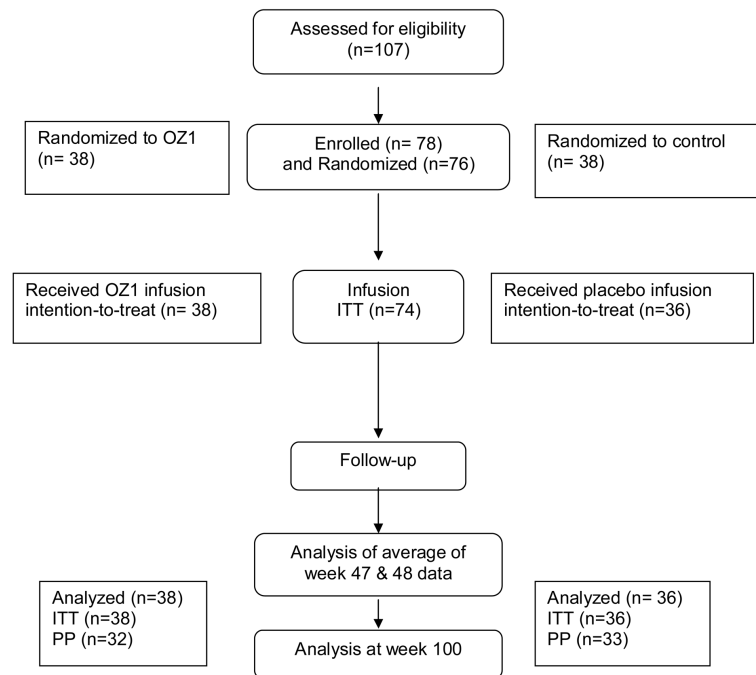 Assessed for eligibility
(n=107)
Randomized to OZ1
(n= 38)
Enrolled (n= 78)
and Randomized (n=76)
Randomized to control
(n= 38)
Received OZ1 infusion
intention-to-treat (n= 38)
Infusion
ITT (n=74)
Received placebo infusion
intention-to-treat (n=36)
Follow-up
Analysis of average of
week 47 & 48 data
Analyzed (n=38)
ITT (n=38)
PP (n=32)
Analyzed (n= 36)
ITT (n=36)
PP (n=33)
Analysis at week 100